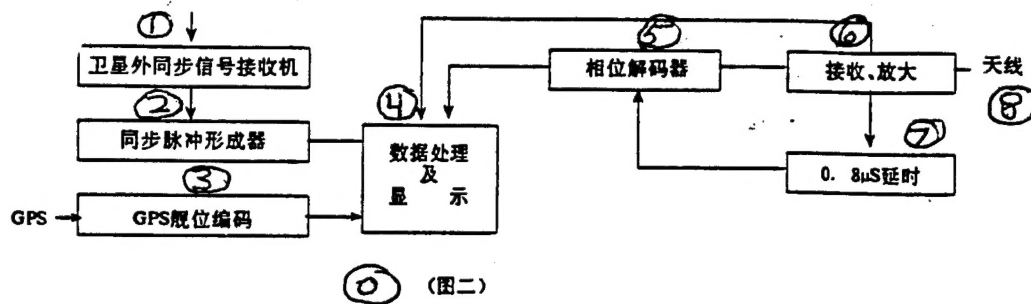 ①
卫星外同步信号接收机
②
同步脉冲形成器
③
GPS
GPS舰位编码
④
数据处理
及
显 示
⑤
相位解码器
⑥
接收、放大
天线
⑧
⑦
0. 8μS延时
⓪ (图二)